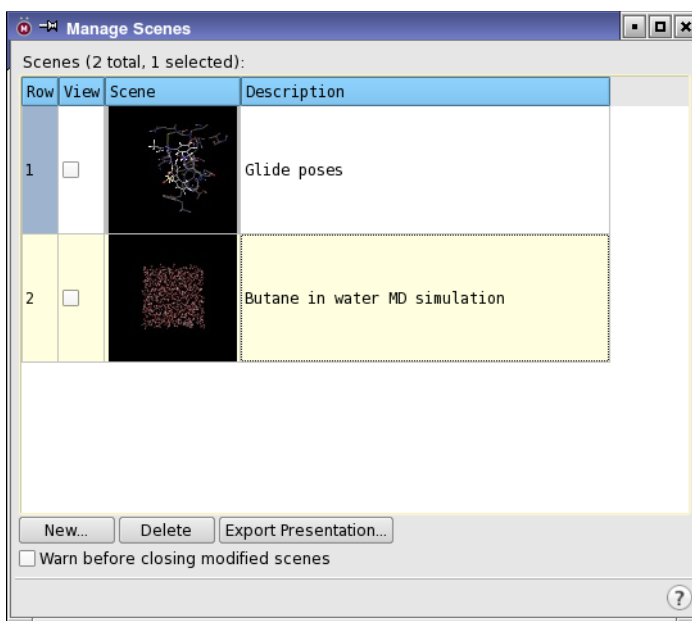 Manage Scenes
Scenes (2 total, 1 selected):
Row View Scene Description
1 Glide poses
2 Butane in water MD simulation
New... Delete Export Presentation...
Warn before closing modified scenes
?